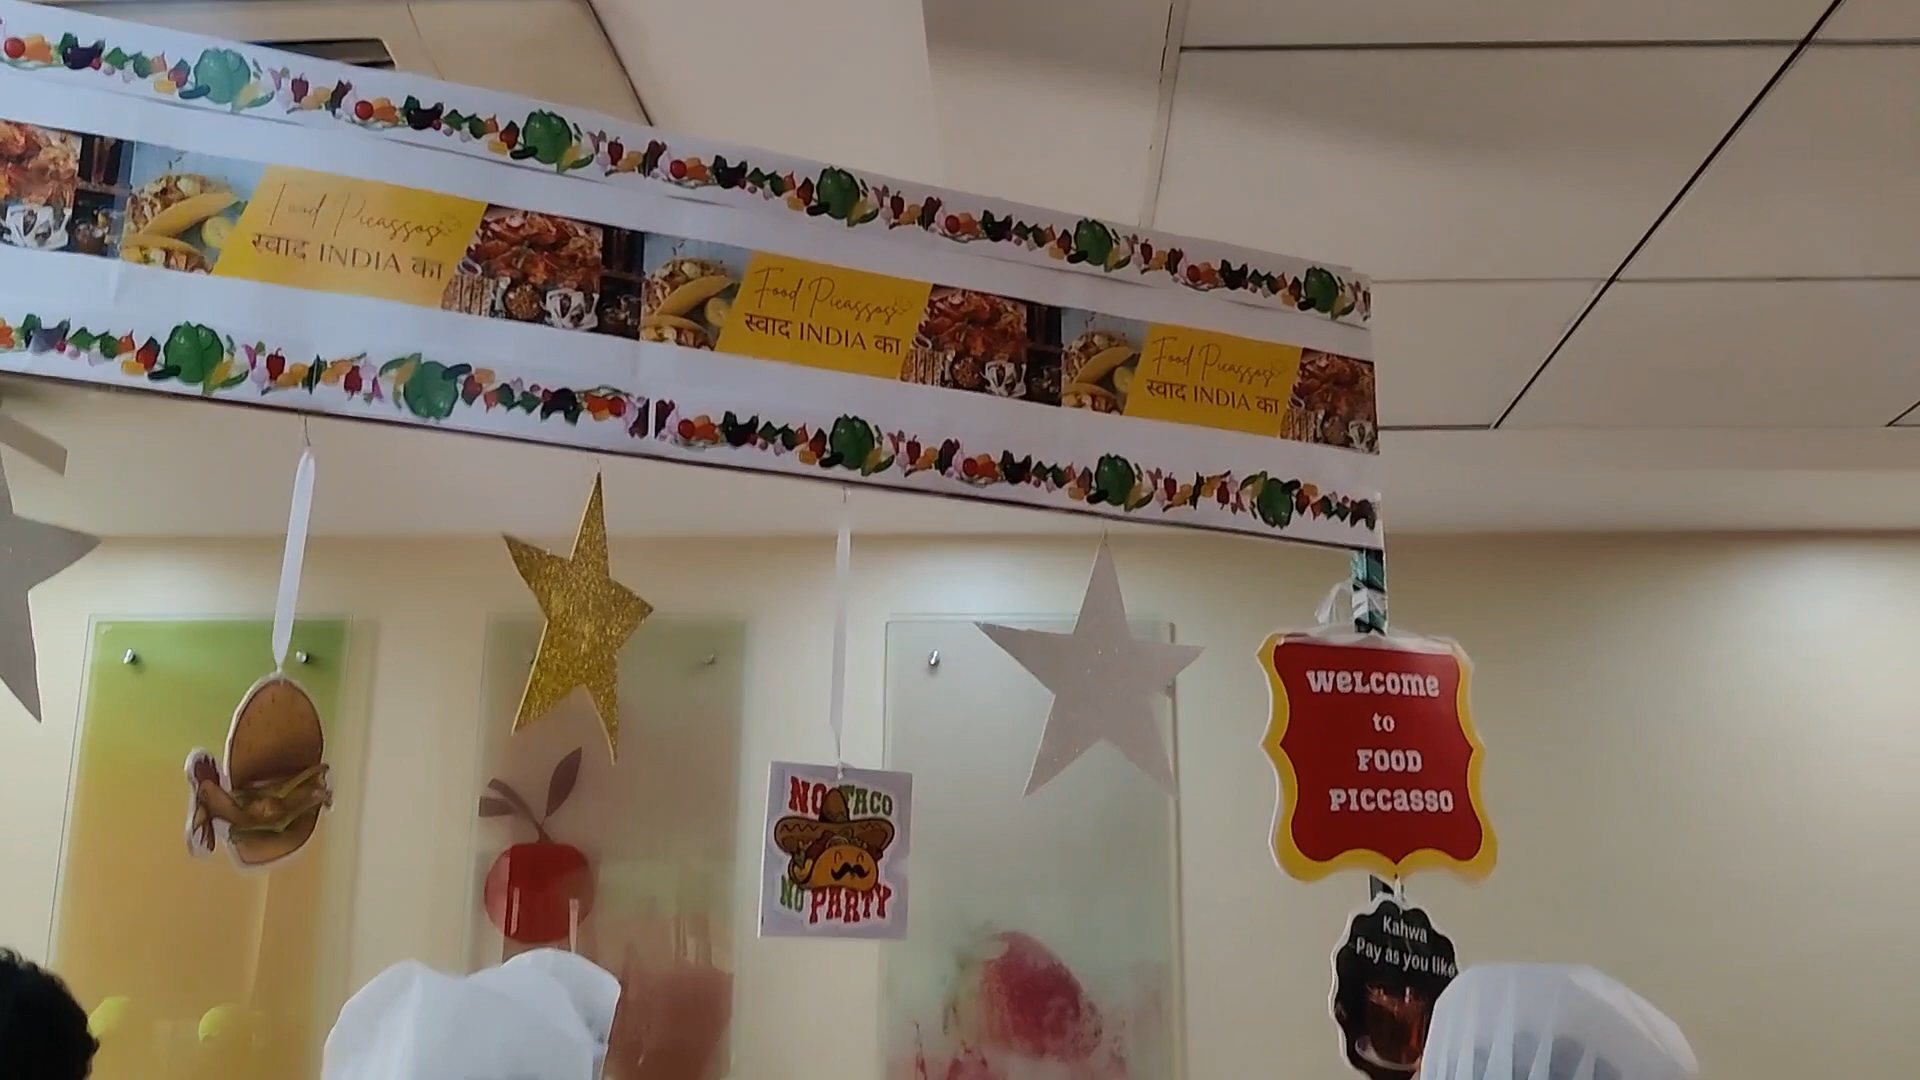 Food Picassos
स्वाद INDIA का
Food Picassos
स्वाद INDIA का
Food Picassos
स्वाद INDIA का
WELCOME
to
FOOD
PICCASSO
NO TACO
NO PARTY
Kahwa
Pay as you like